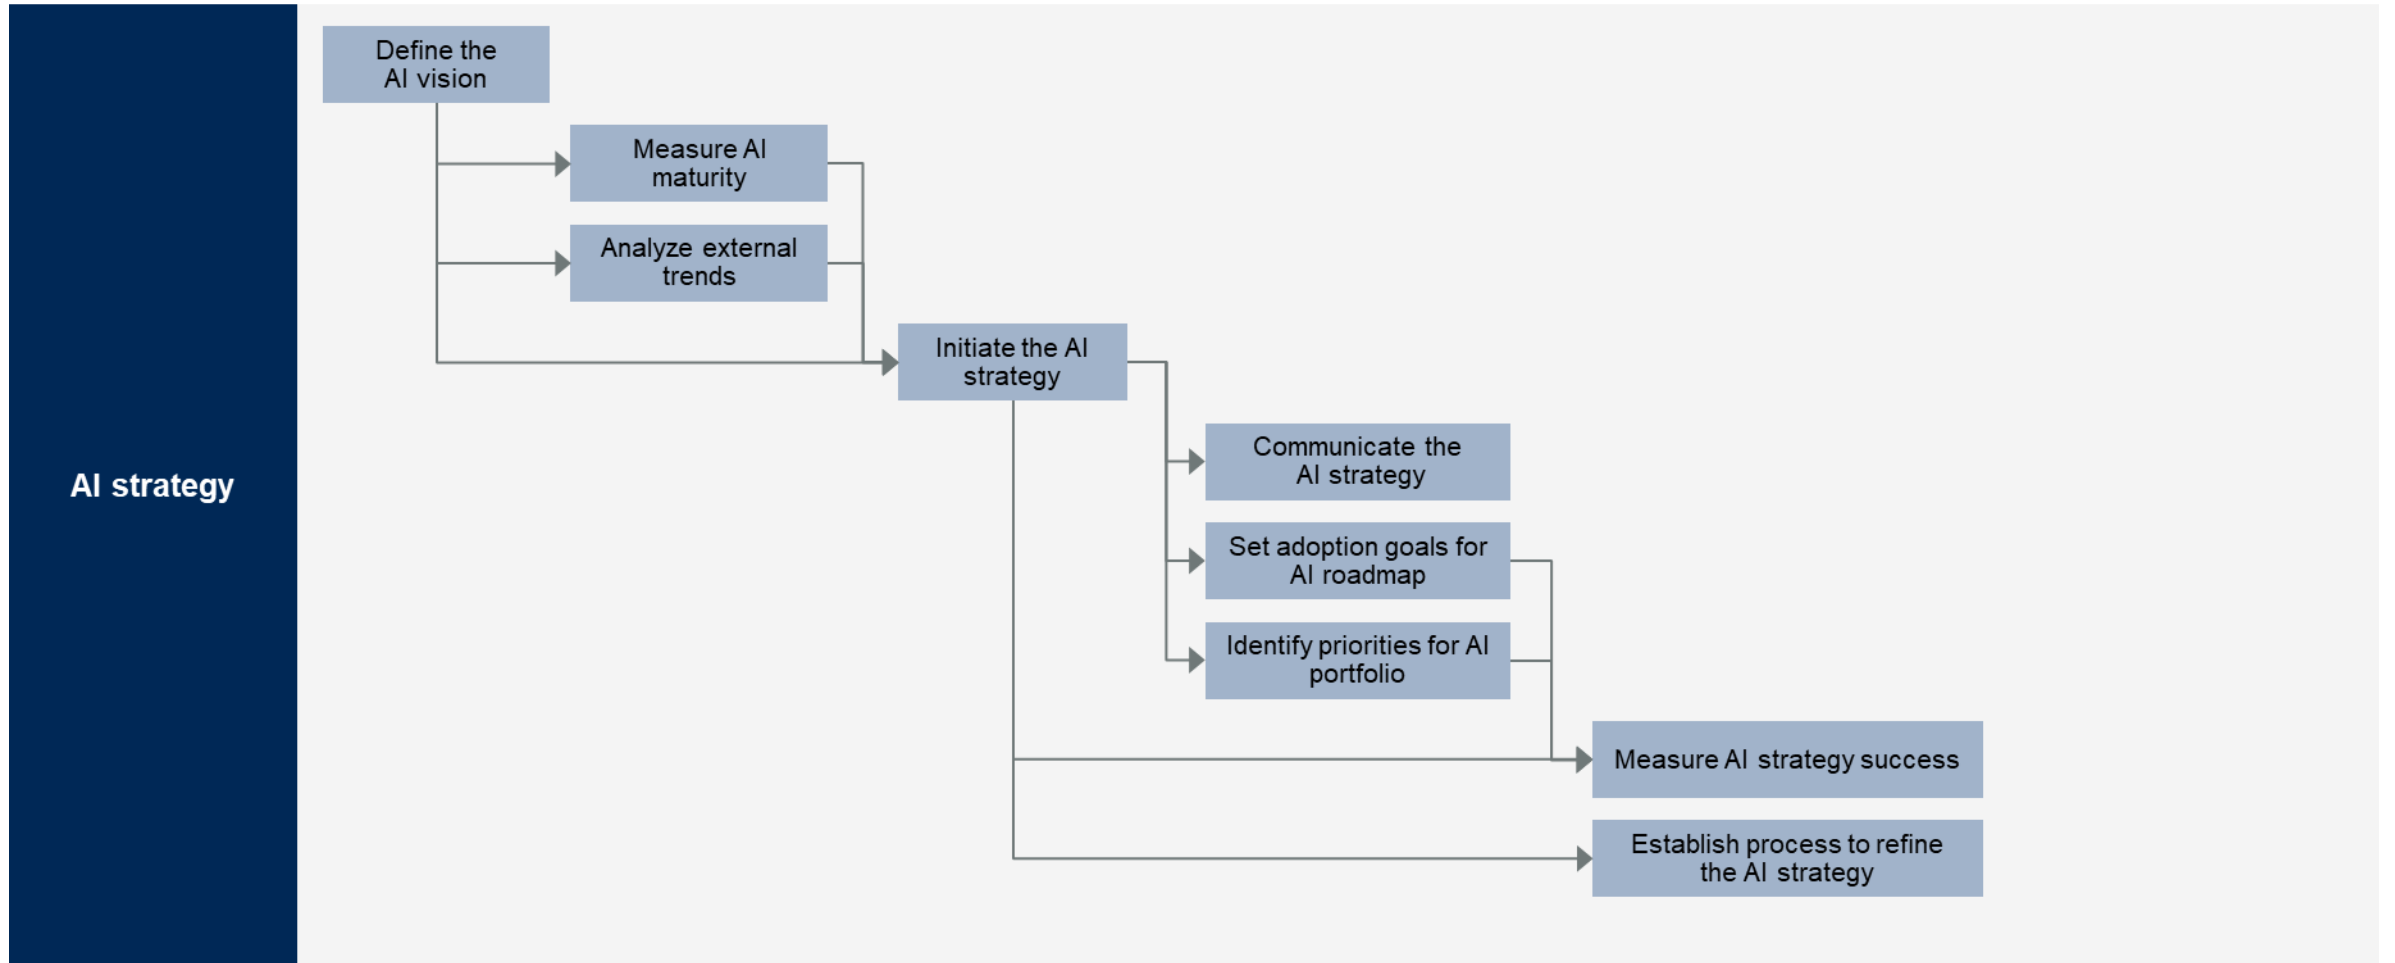 Define the
AI vision
Measure AI
maturity
Analyze external
trends
Initiate the AI
strategy
Communicate the
AI strategy
AI strategy
Set adoption goals for
AI roadmap
Identify priorities for AI
portfolio
Measure AI strategy success
Establish process to refine
the AI strategy